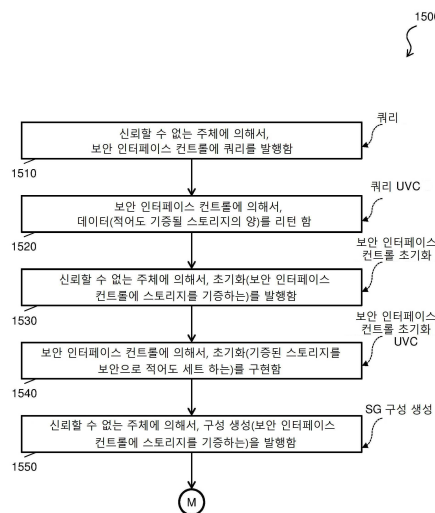 1500
쿼리
신뢰할 수 없는 주체에 의해서,
보안 인터페이스 컨트롤에 쿼리를 발행함
1510
쿼리 UVC
보안 인터페이스 컨트롤에 의해서,
데이터(적어도 기증될 스토리지의 양)를 리턴 함
1520
보안 인터페이스
컨트롤 초기화
신뢰할 수 없는 주체에 의해서, 초기화(보안 인터페이스
컨트롤에 스토리지를 기증하는)를 발행함
1530
보안 인터페이스
컨트롤 초기화
UVC
보안 인터페이스 컨트롤에 의해서, 초기화(기증된 스토리지를
보안으로 적어도 세트 하는)를 구현함
1540
SG 구성 생성
신뢰할 수 없는 주체에 의해서, 구성 생성(보안 인터페이스
컨트롤에 스토리지를 기증하는)을 발행함
1550
M